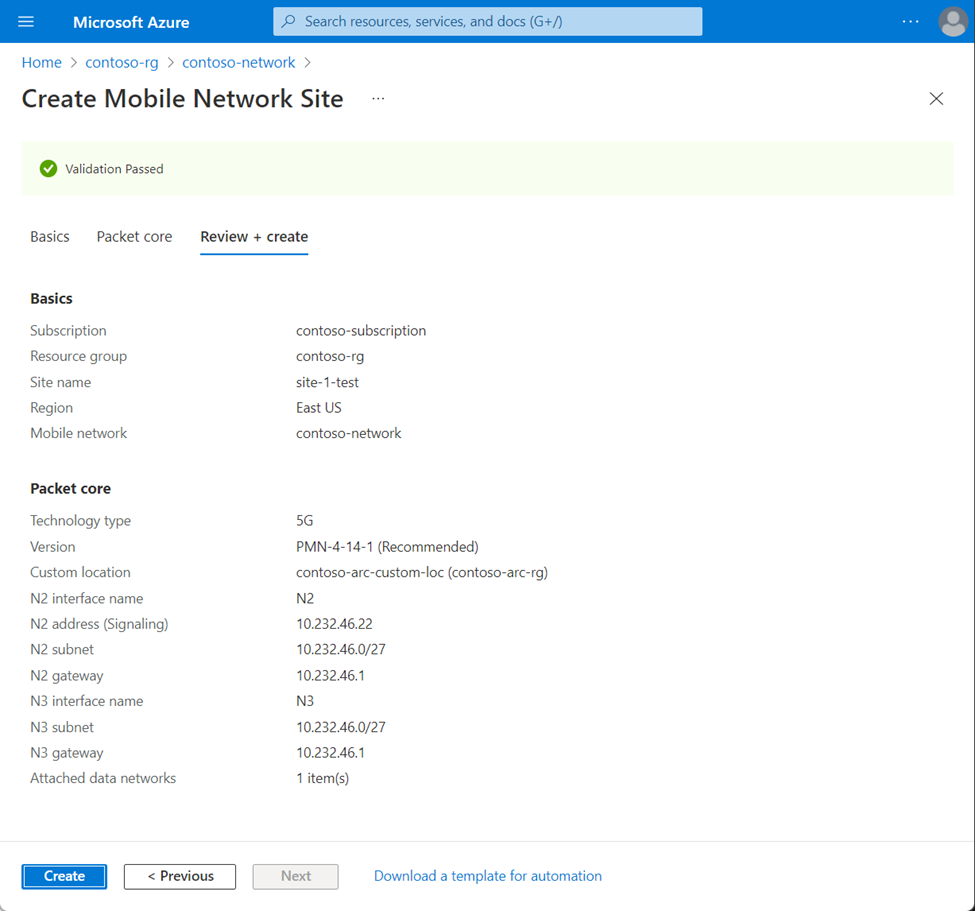 Microsoft Azure
Search resources, services, and docs (G+/)
...
Home > contoso-rg > contoso-network >
Create Mobile Network Site ...
Validation Passed
Basics Packet core Review + create
Basics
Subscription contoso-subscription
Resource group contoso-rg
Site name site-1-test
Region East US
Mobile network contoso-network
Packet core
Technology type 5G
Version PMN-4-14-1 (Recommended)
Custom location contoso-arc-custom-loc (contoso-arc-rg)
N2 interface name N2
N2 address (Signaling) 10.232.46.22
N2 subnet 10.232.46.0/27
N2 gateway 10.232.46.1
N3 interface name N3
N3 subnet 10.232.46.0/27
N3 gateway 10.232.46.1
Attached data networks 1 item(s)
Create < Previous Next Download a template for automation